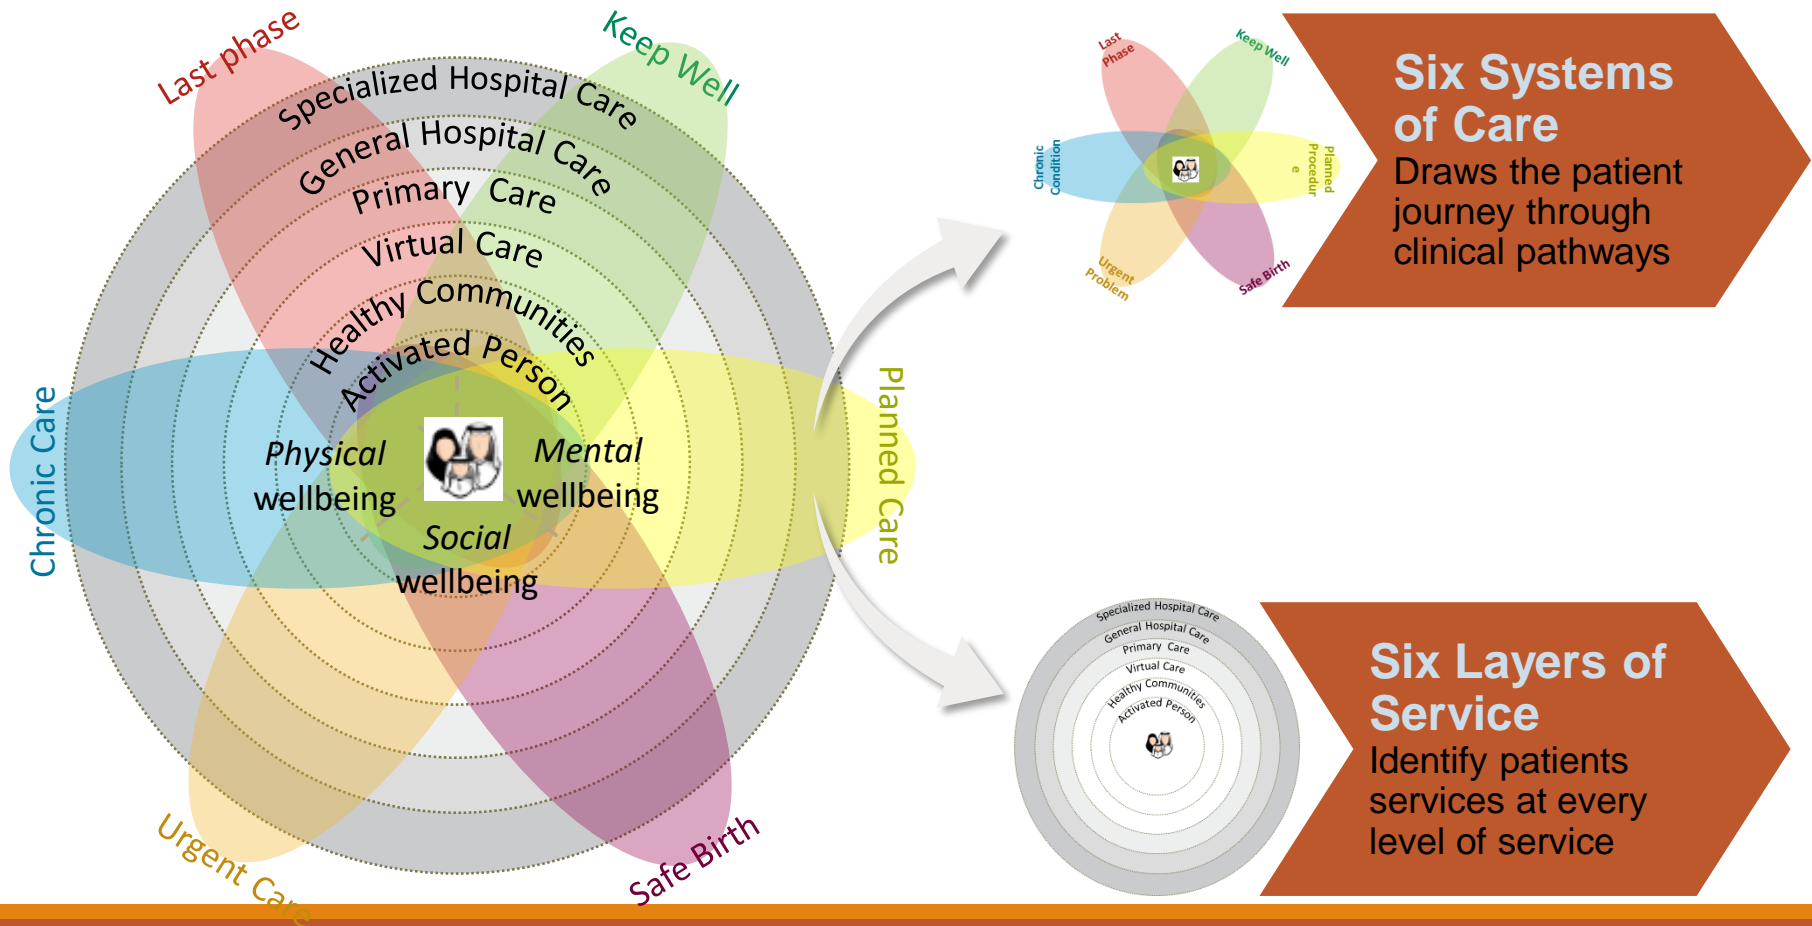 Last phase
Keep Well
Specialized Hospital Care
General Hospital Care
Primary Care
Virtual Care
Healthy Communities
Activated Person
Chronic Care
Planned Care
Physical
wellbeing
Mental
wellbeing
Social
wellbeing
Urgent Care
Safe Birth
Last
Phase
Keep Well
Chronic
Condition
Planned
Procedur
e
Urgent
Problem
Safe Birth
Six Systems
of Care
Draws the patient
journey through
clinical pathways
Specialized Hospital Care
General Hospital Care
Primary Care
Virtual Care
Healthy Communities
Activated Person
Six Layers of
Service
Identify patients
services at every
level of service